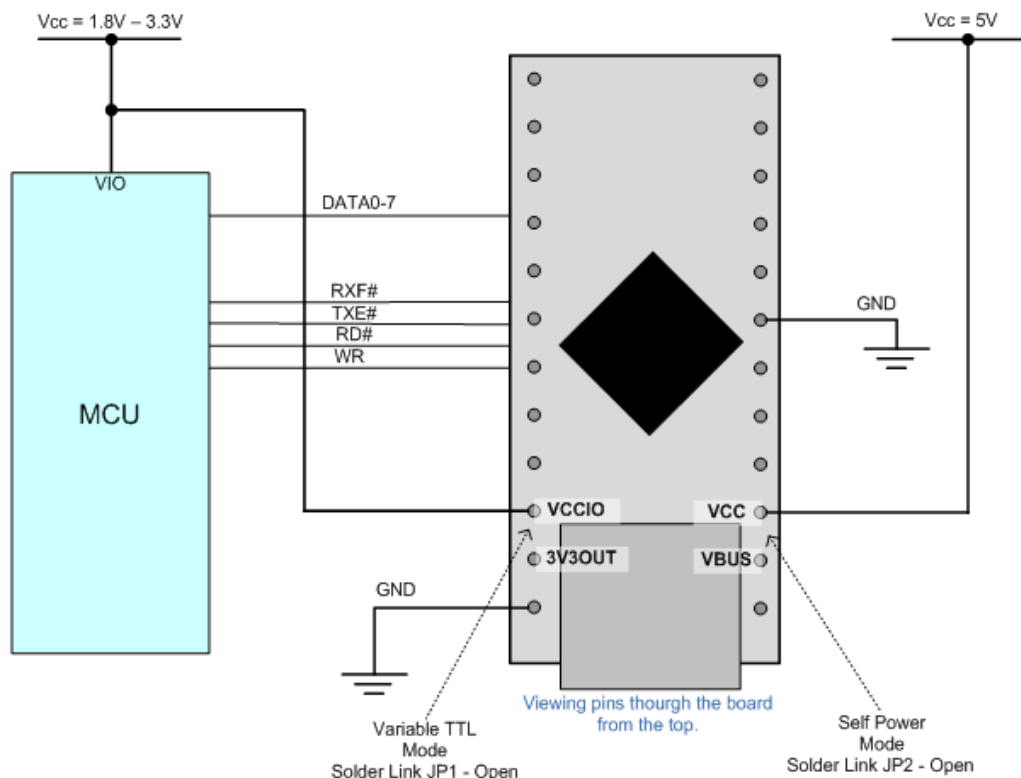 Vcc = 1.8V – 3.3V
Vcc = 5V
VIO
DATA0-7
RXF#
TXE#
RD#
WR
MCU
GND
VCCIO
VCC
3V3OUT
VBUS
GND
Viewing pins thourgh the board
from the top.
Variable TTL
Mode
Solder Link JP1 - Open
Self Power
Mode
Solder Link JP2 - Open